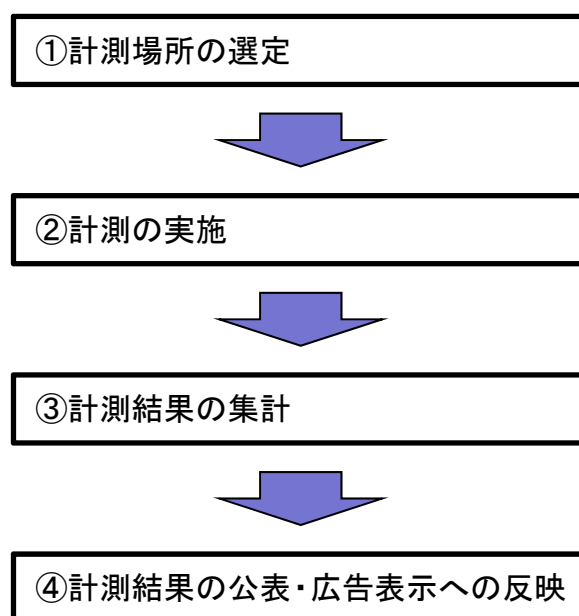 ①計測場所の選定
②計測の実施
③計測結果の集計
④計測結果の公表・広告表示への反映